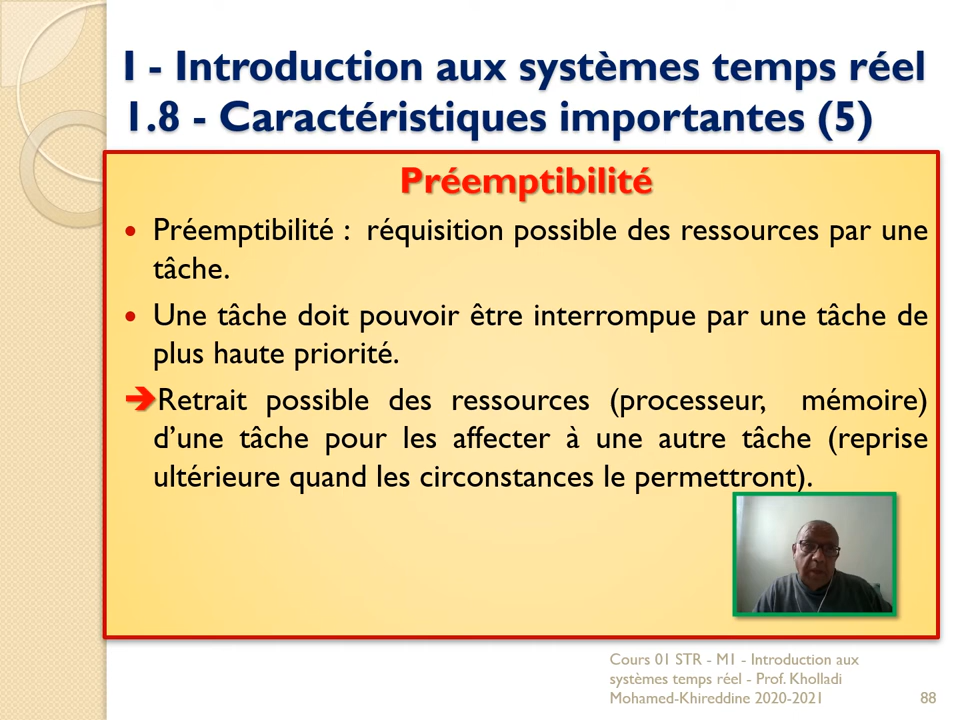 I - Introduction aux systèmes temps réel
1.8 - Caractéristiques importantes (5)
Préemptibilité
• Préemptibilité : réquisition possible des ressources par une
tâche.
• Une tâche doit pouvoir être interrompue par une tâche de
plus haute priorité.
➔Retrait possible des ressources (processeur, mémoire)
d’une tâche pour les affecter à une autre tâche (reprise
ultérieure quand les circonstances le permettront).
Cours 01 STR - M1 - Introduction aux
systèmes temps réel - Prof. Kholladi
Mohamed-Khireddine 2020-2021
88